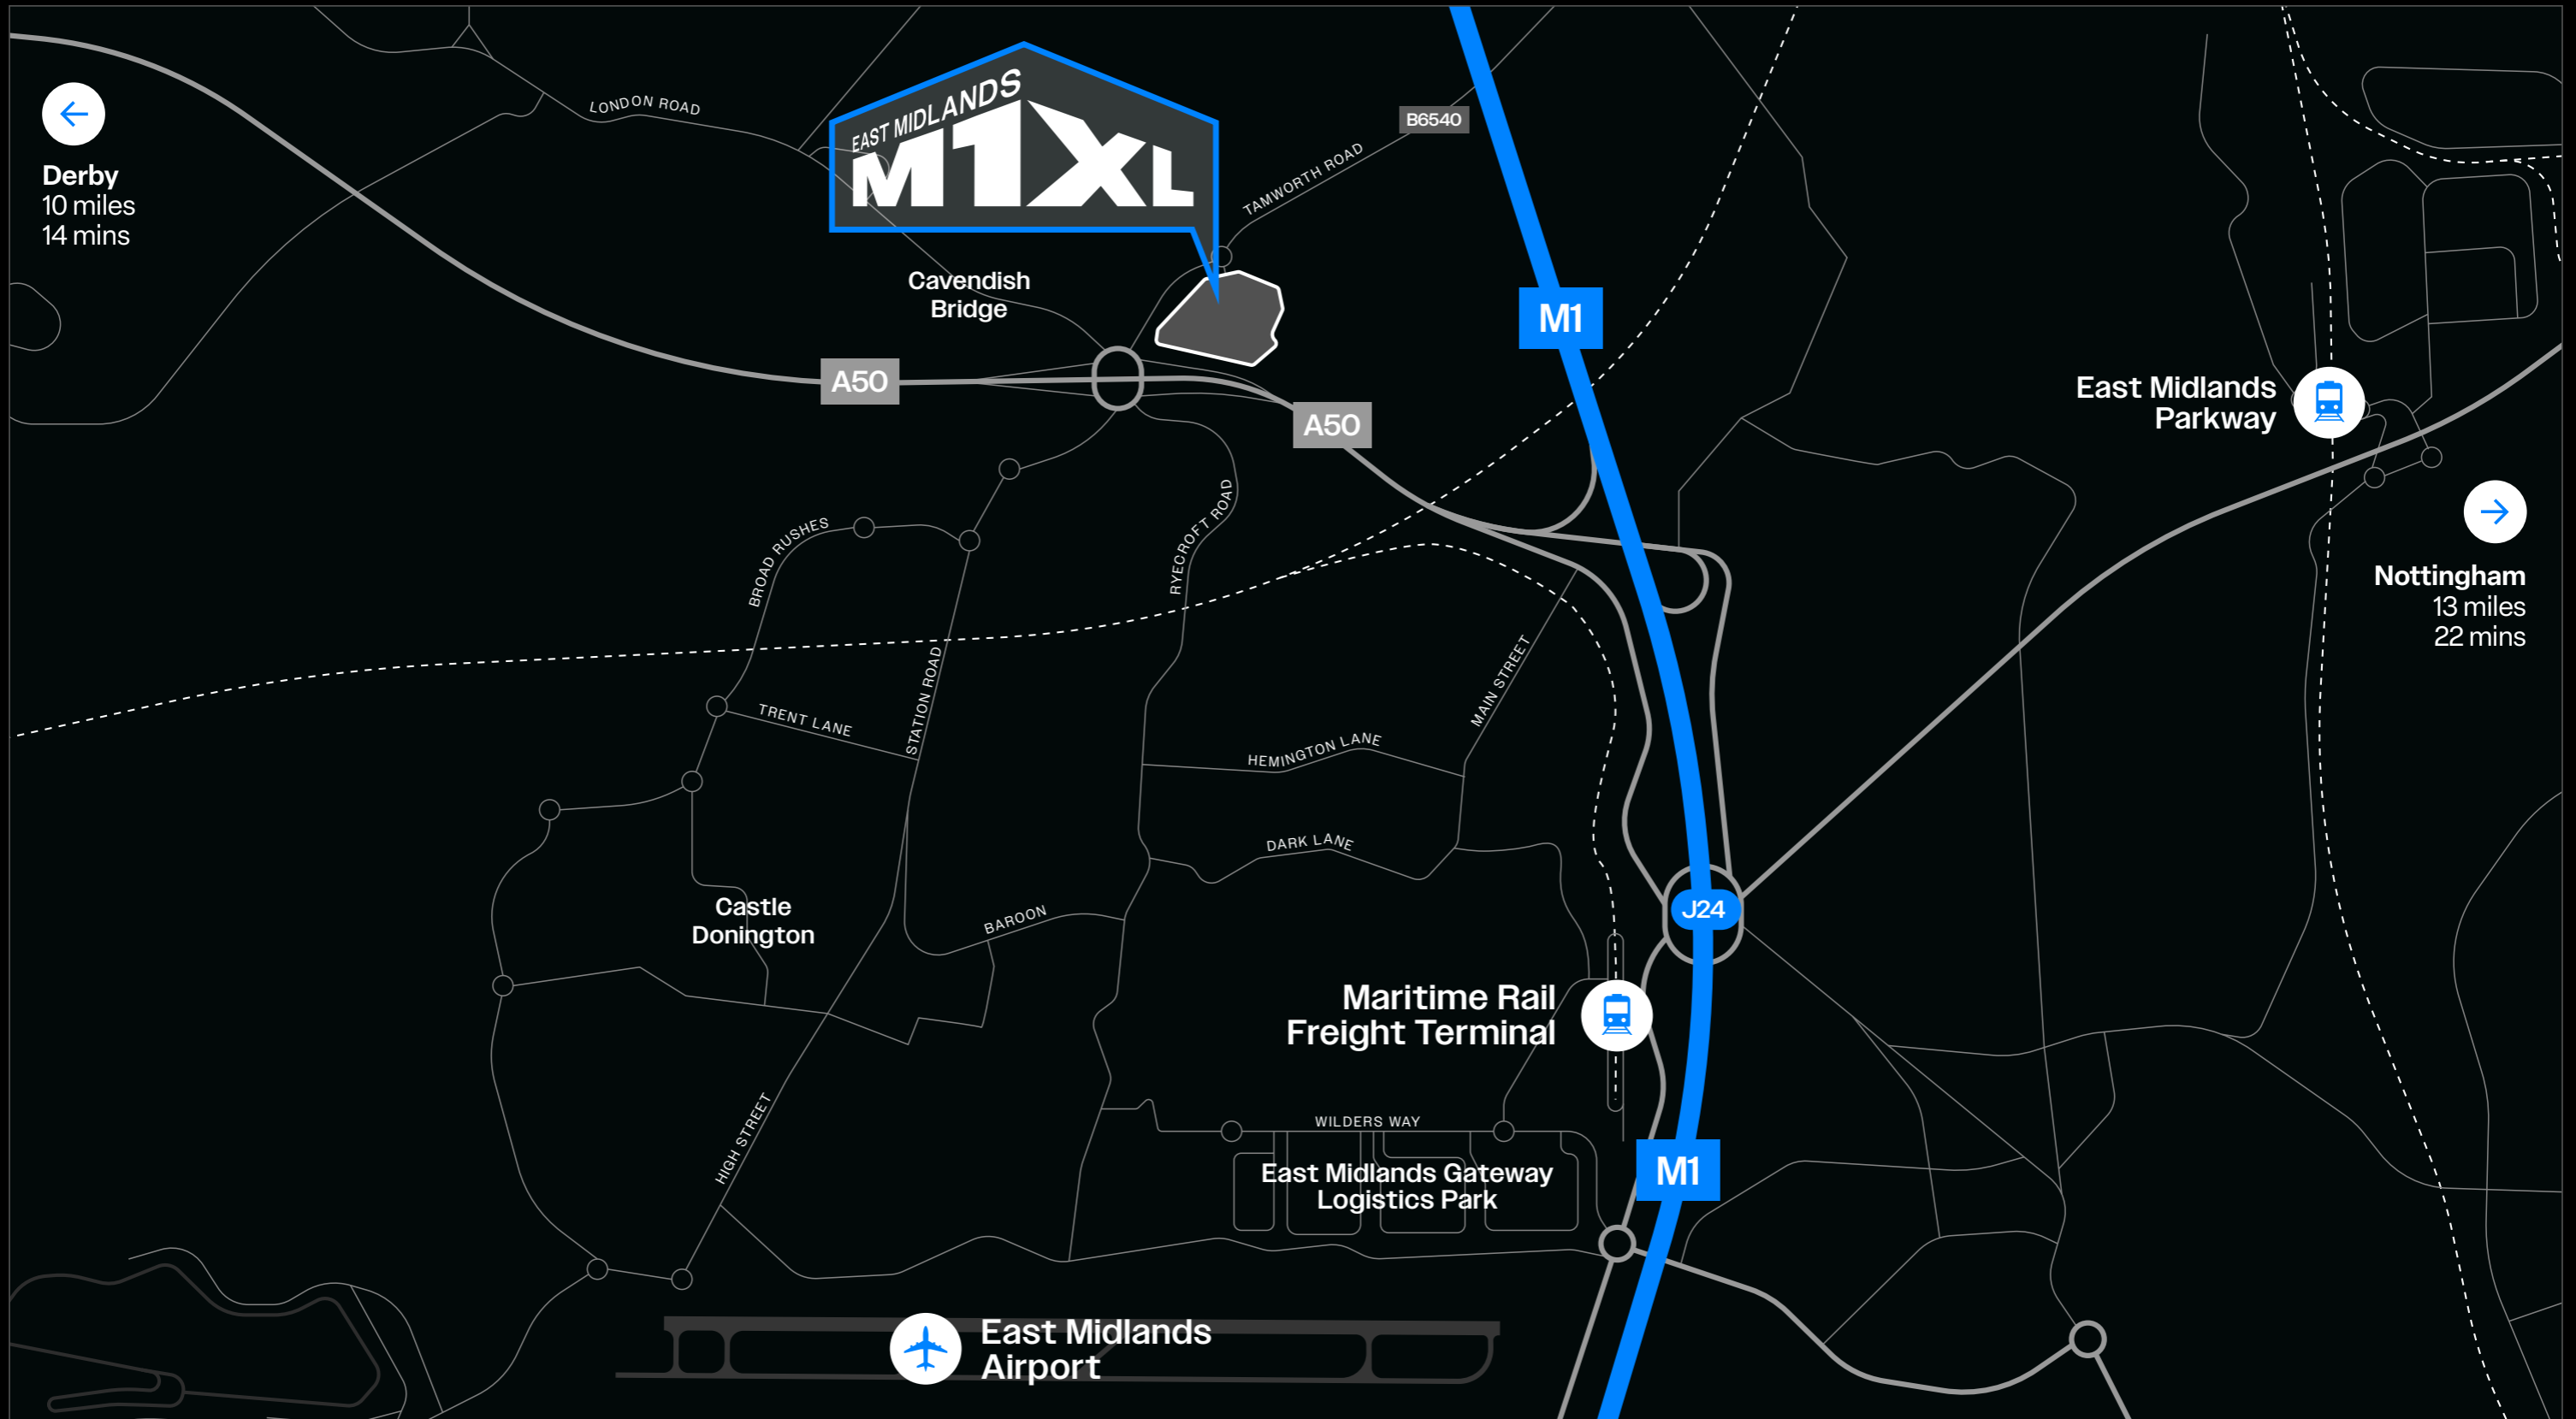 EAST MIDLANDS
M1XL
LONDON ROAD
B6540
TAMWORTH ROAD
Derby
10 miles
14 mins
Cavendish
Bridge
M1
A50
A50
East Midlands
Parkway
Nottingham
13 miles
22 mins
BROAD RUSHES
RYECROFT ROAD
STATION ROAD
TRENT LANE
MAIN STREET
HEMINGTON LANE
DARK LANE
Castle
Donington
BAROON
J24
Maritime Rail
Freight Terminal
HIGH STREET
WILDERS WAY
East Midlands Gateway
Logistics Park
M1
East Midlands
Airport